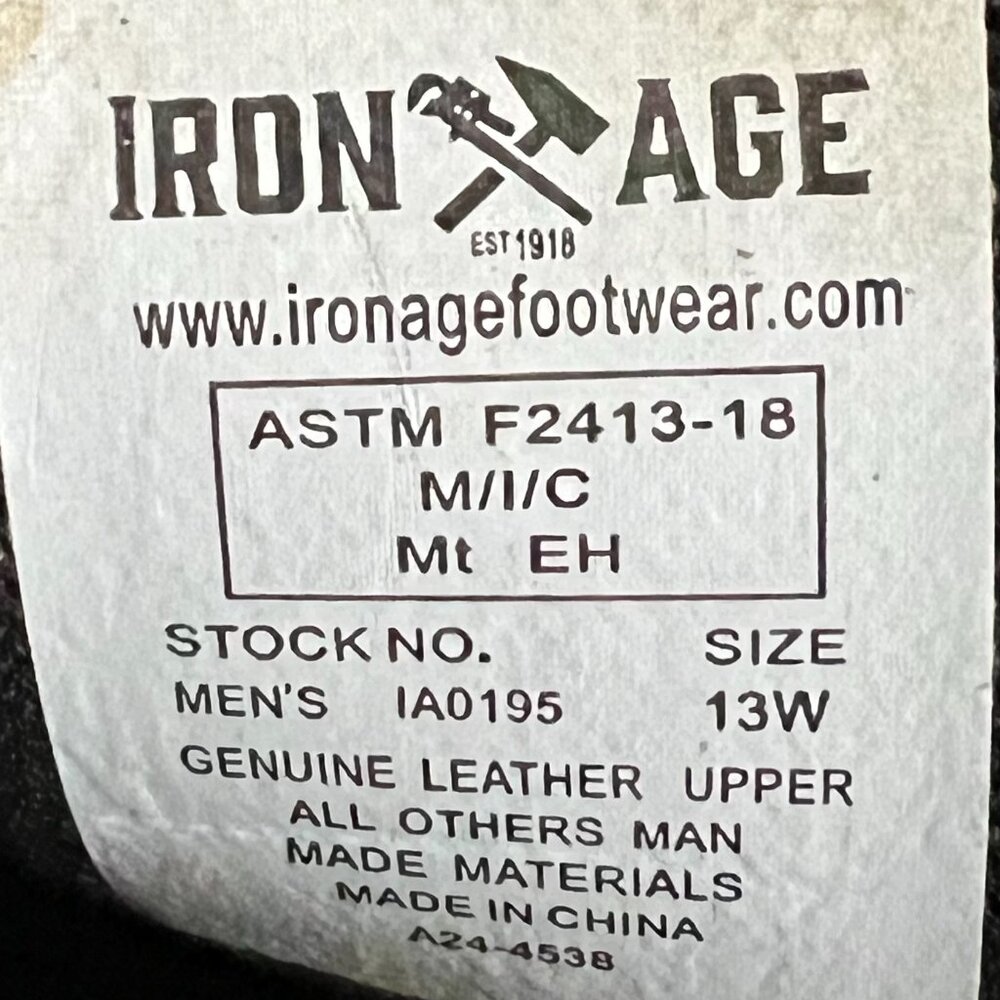 IRON AGE
EST 1918
www.ironagefootwear.com
ASTM F2413-18
M/I/C
Mt EH
STOCK NO. SIZE
MEN'S IA0195 13W
GENUINE LEATHER UPPER
ALL OTHERS MAN
MADE MATERIALS
MADE IN CHINA
A24-4538